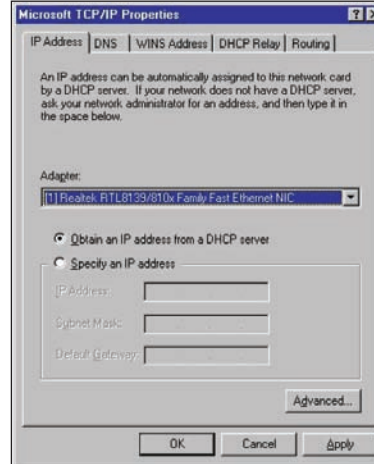 Microsoft TCP/IP Properties
IP Address DNS WINS Address DHCP Relay Routing
An IP address can be automatically assigned to this network card
by a DHCP server. If your network does not have a DHCP server,
ask your network administrator for an address, and then type it in
the space below.
Adapter:
[1] Realtek RTL8139/810x Family Fast Ethernet NIC
Obtain an IP address from a DHCP server
Specify an IP address
IP Address:
Subnet Mask:
Default Gateway:
Advanced...
OK Cancel Apply